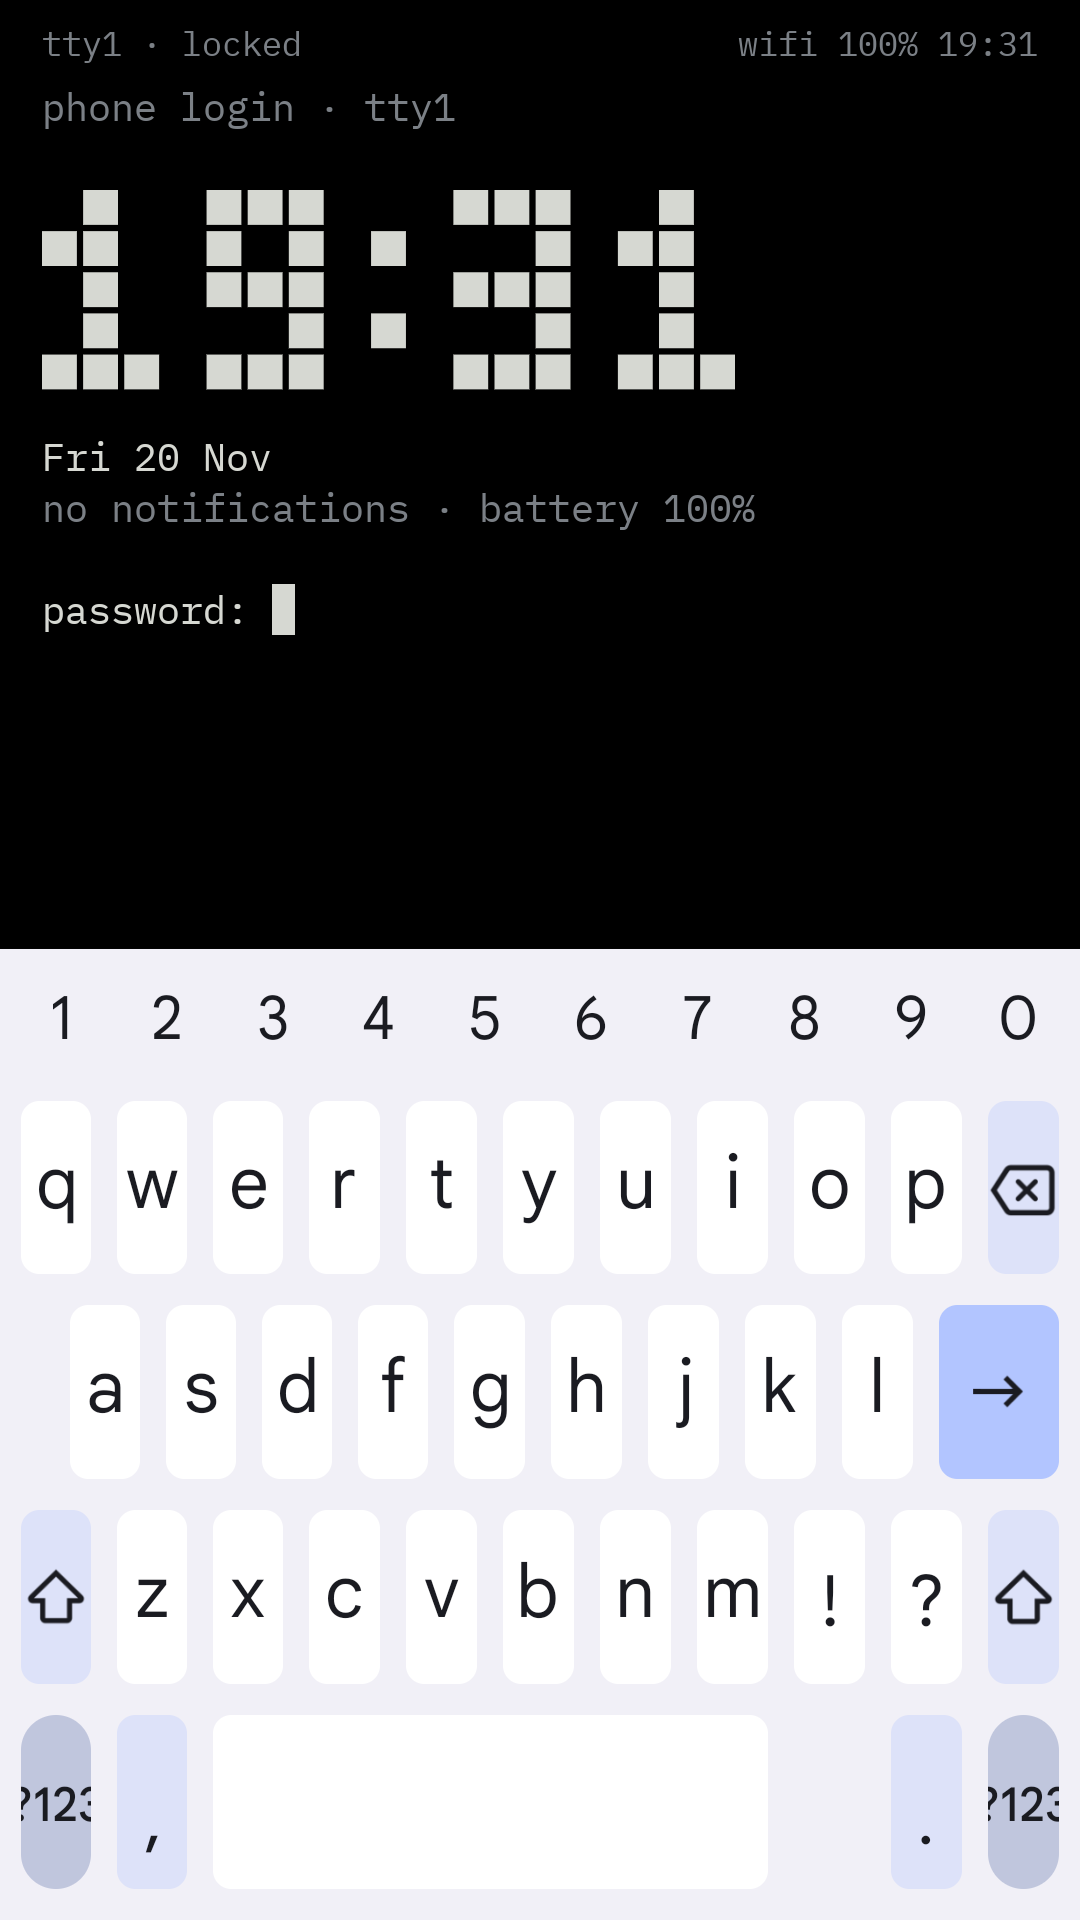 tty1 · locked wifi 100% 19:31
phone login · tty1
19:31
Fri 20 Nov
no notifications · battery 100%
password:
1 2 3 4 5 6 7 8 9 0
q w e r t y u i o p
a s d f g h j k l →
z x c v b n m ! ?
?123 , . ?123